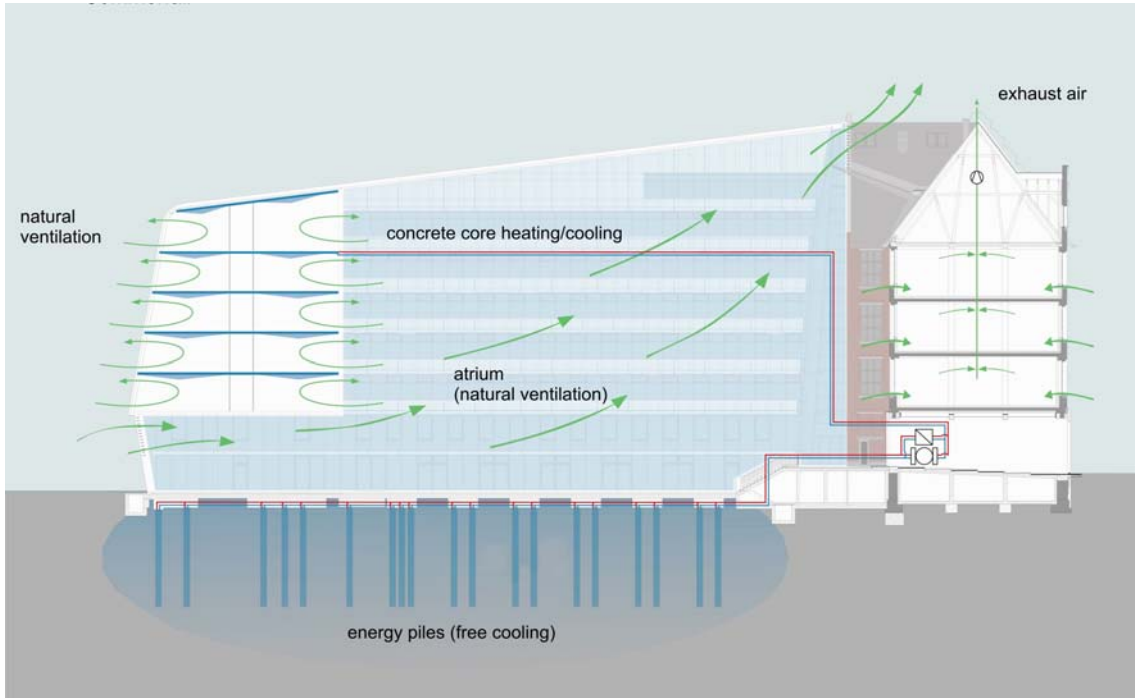 exhaust air
natural
ventilation
concrete core heating/cooling
atrium
(natural ventilation)
energy piles (free cooling)